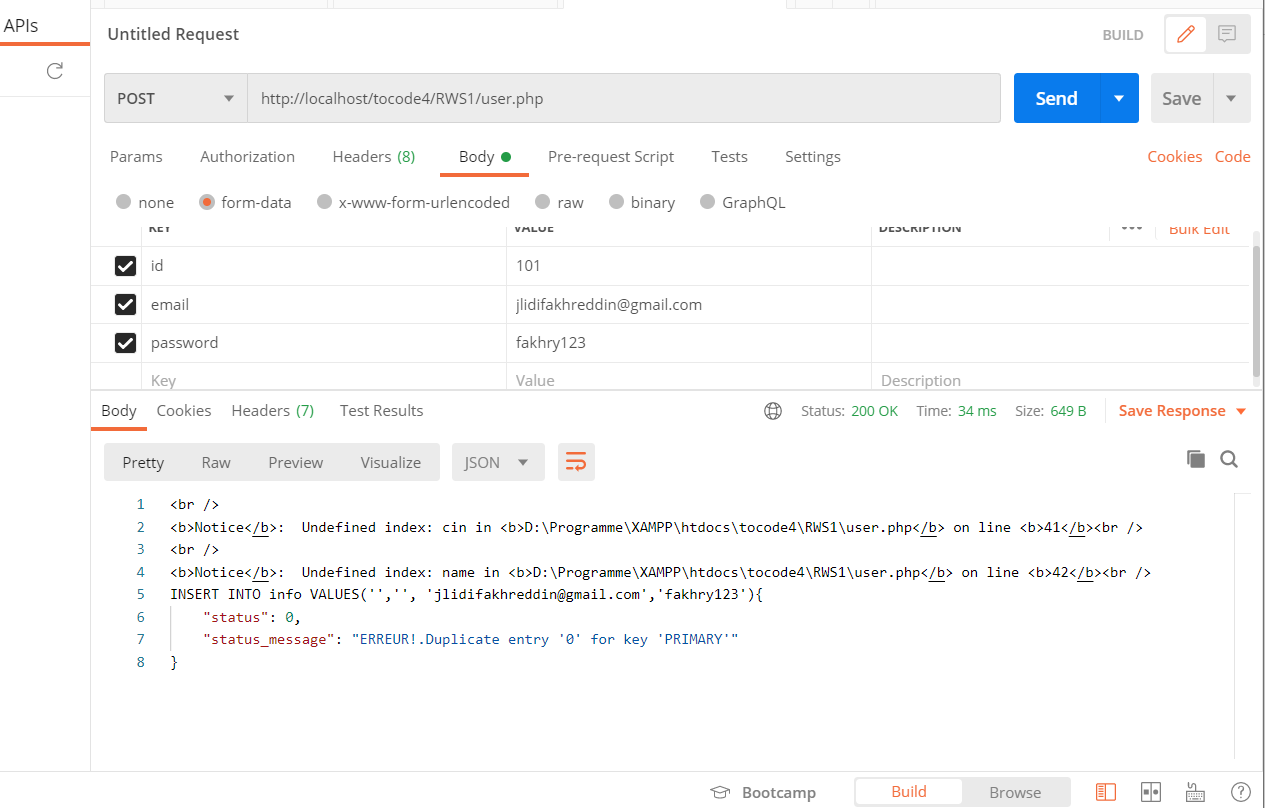 APIs
Untitled Request
BUILD
POST
http://localhost/tocode4/RWS1/user.php
Send
Save
Params
Authorization
Headers (8)
Body
Pre-request Script
Tests
Settings
Cookies
Code
none
form-data
x-www-form-urlencoded
raw
binary
GraphQL
KEY
VALUE
DESCRIPTION
Bulk Edit
id
101
email
jlidifakhreddin@gmail.com
password
fakhry123
Key
Value
Description
Body
Cookies
Headers (7)
Test Results
Status: 200 OK
Time: 34 ms
Size: 649 B
Save Response
Pretty
Raw
Preview
Visualize
JSON
1 <br />
2 <b>Notice</b>:  Undefined index: cin in <b>D:\Programme\XAMPP\htdocs\tocode4\RWS1\user.php</b> on line <b>41</b><br />
3 <br />
4 <b>Notice</b>:  Undefined index: name in <b>D:\Programme\XAMPP\htdocs\tocode4\RWS1\user.php</b> on line <b>42</b><br />
5 INSERT INTO info VALUES('','', 'jlidifakhreddin@gmail.com','fakhry123'){
6 "status": 0,
7 "status_message": "ERREUR!.Duplicate entry '0' for key 'PRIMARY'"
8 }
Bootcamp
Build
Browse